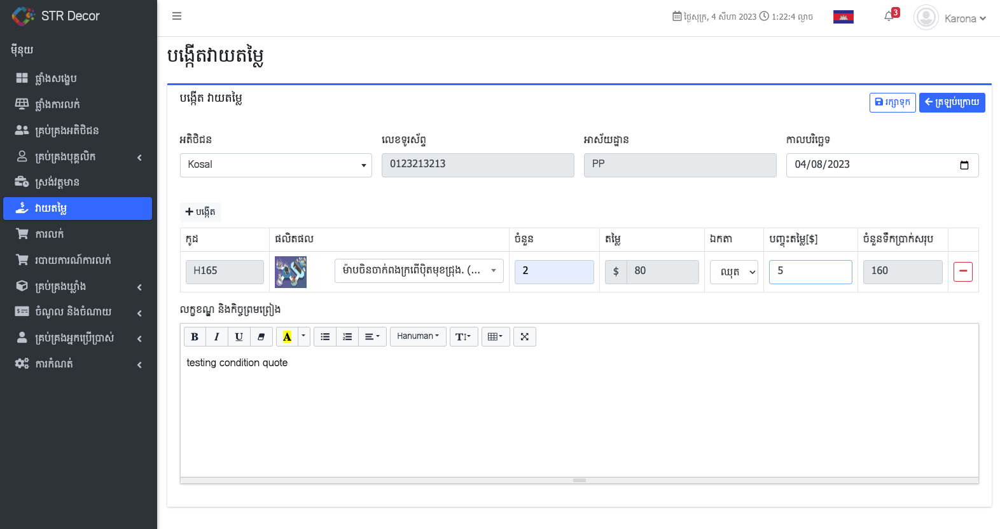 STR Decor
ថ្ងៃសុក្រ, 4 សីហា 2023 1:22:4 ល្ងាច
3
Karona
ម៉ឺនុយ
ផ្ទាំងសង្ខេប
ផ្ទាំងការលក់
គ្រប់គ្រងអតិថិជន
គ្រប់គ្រងបុគ្គលិក
ស្រង់វត្តមាន
វាយតម្លៃ
ការលក់
របាយការណ៍ការលក់
គ្រប់គ្រងឃ្លាំង
ចំណូល និងចំណាយ
គ្រប់គ្រងអ្នកប្រើប្រាស់
ការកំណត់
បង្កើតវាយតម្លៃ
បង្កើត វាយតម្លៃ
រក្សាទុក ត្រឡប់ក្រោយ
អតិថិជន លេខទូរស័ព្ទ អាស័យដ្ឋាន កាលបរិច្ឆេទ
Kosal 0123213213 PP 04/08/2023
បង្កើត
កូដ ផលិតផល ចំនួន តម្លៃ ឯកតា បញ្ចុះតម្លៃ[$] ចំនួនទឹកប្រាក់សរុប
H165 ម៉ាបចិនចាក់ពងក្រពើប៉ិតមុខជ្រុង. (... 2 $ 80 ឈុត 5 160
លក្ខខណ្ឌ និងកិច្ចព្រមព្រៀង
B I U A Hanuman TI
testing condition quote